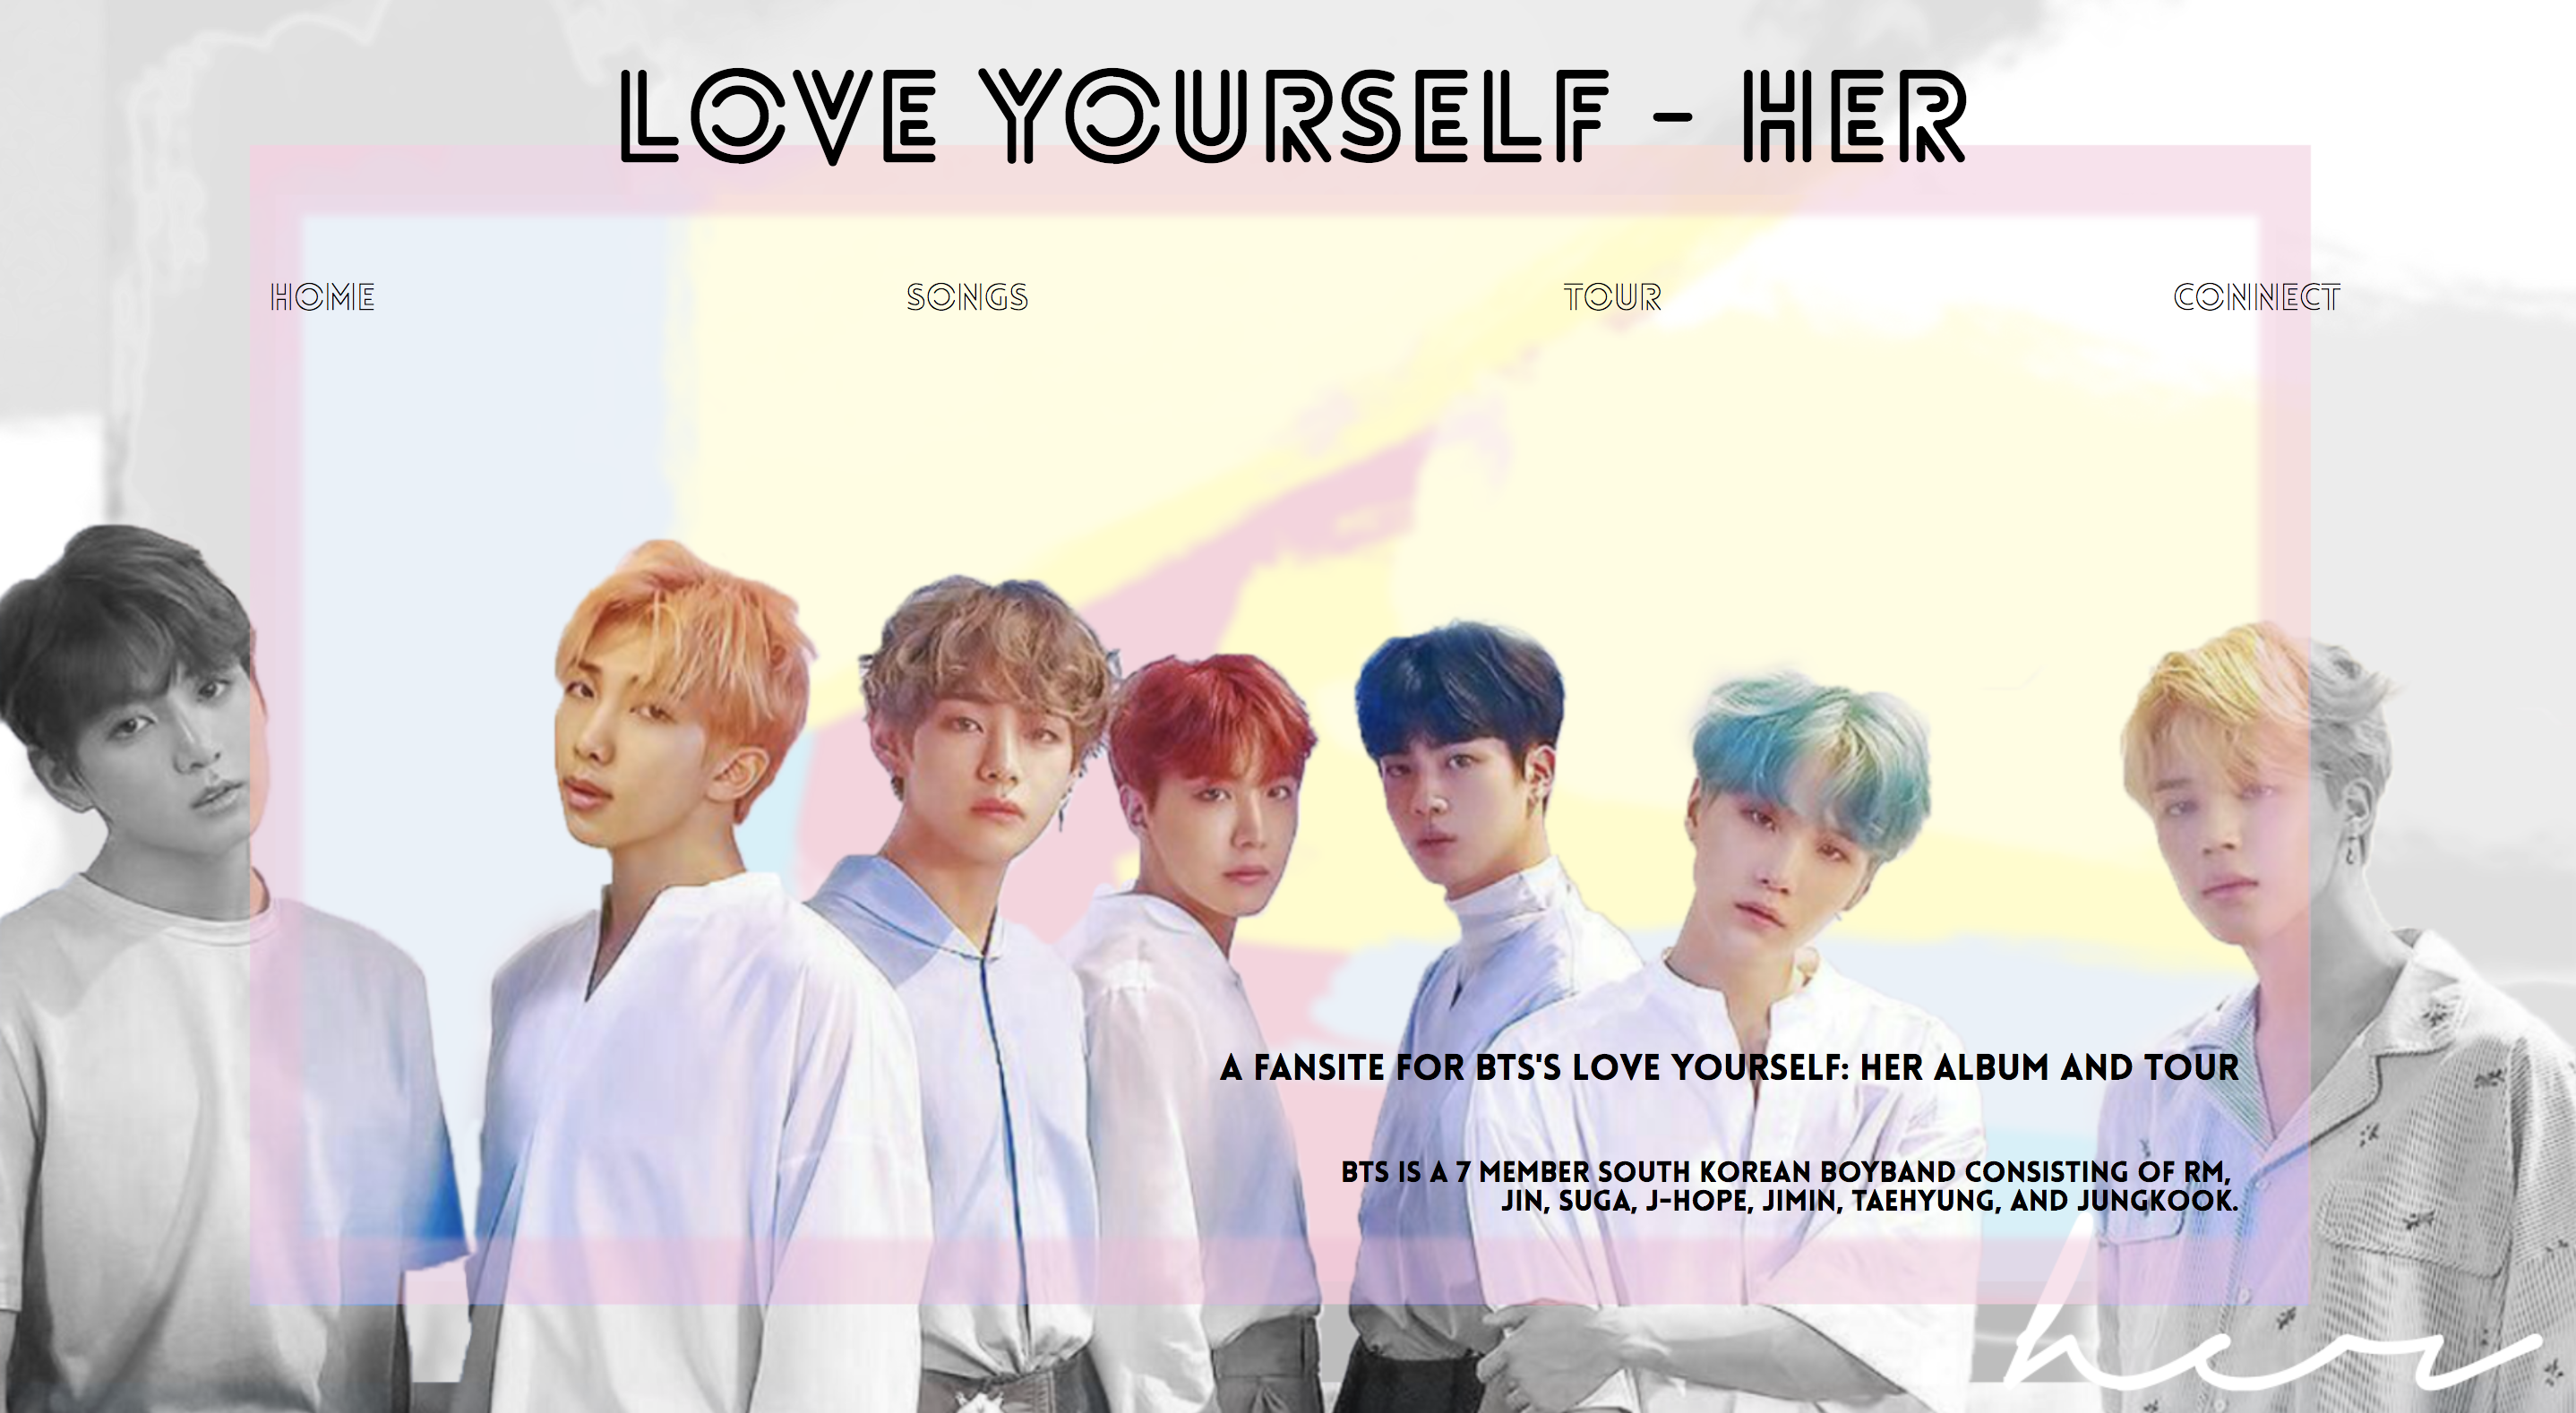 LOVE YOURSELF - HER
HOME SONGS TOUR CONNECT
A FANSITE FOR BTS'S LOVE YOURSELF: HER ALBUM AND TOUR
BTS IS A 7 MEMBER SOUTH KOREAN BOYBAND CONSISTING OF RM,
JIN, SUGA, J-HOPE, JIMIN, TAEHYUNG, AND JUNGKOOK.
her